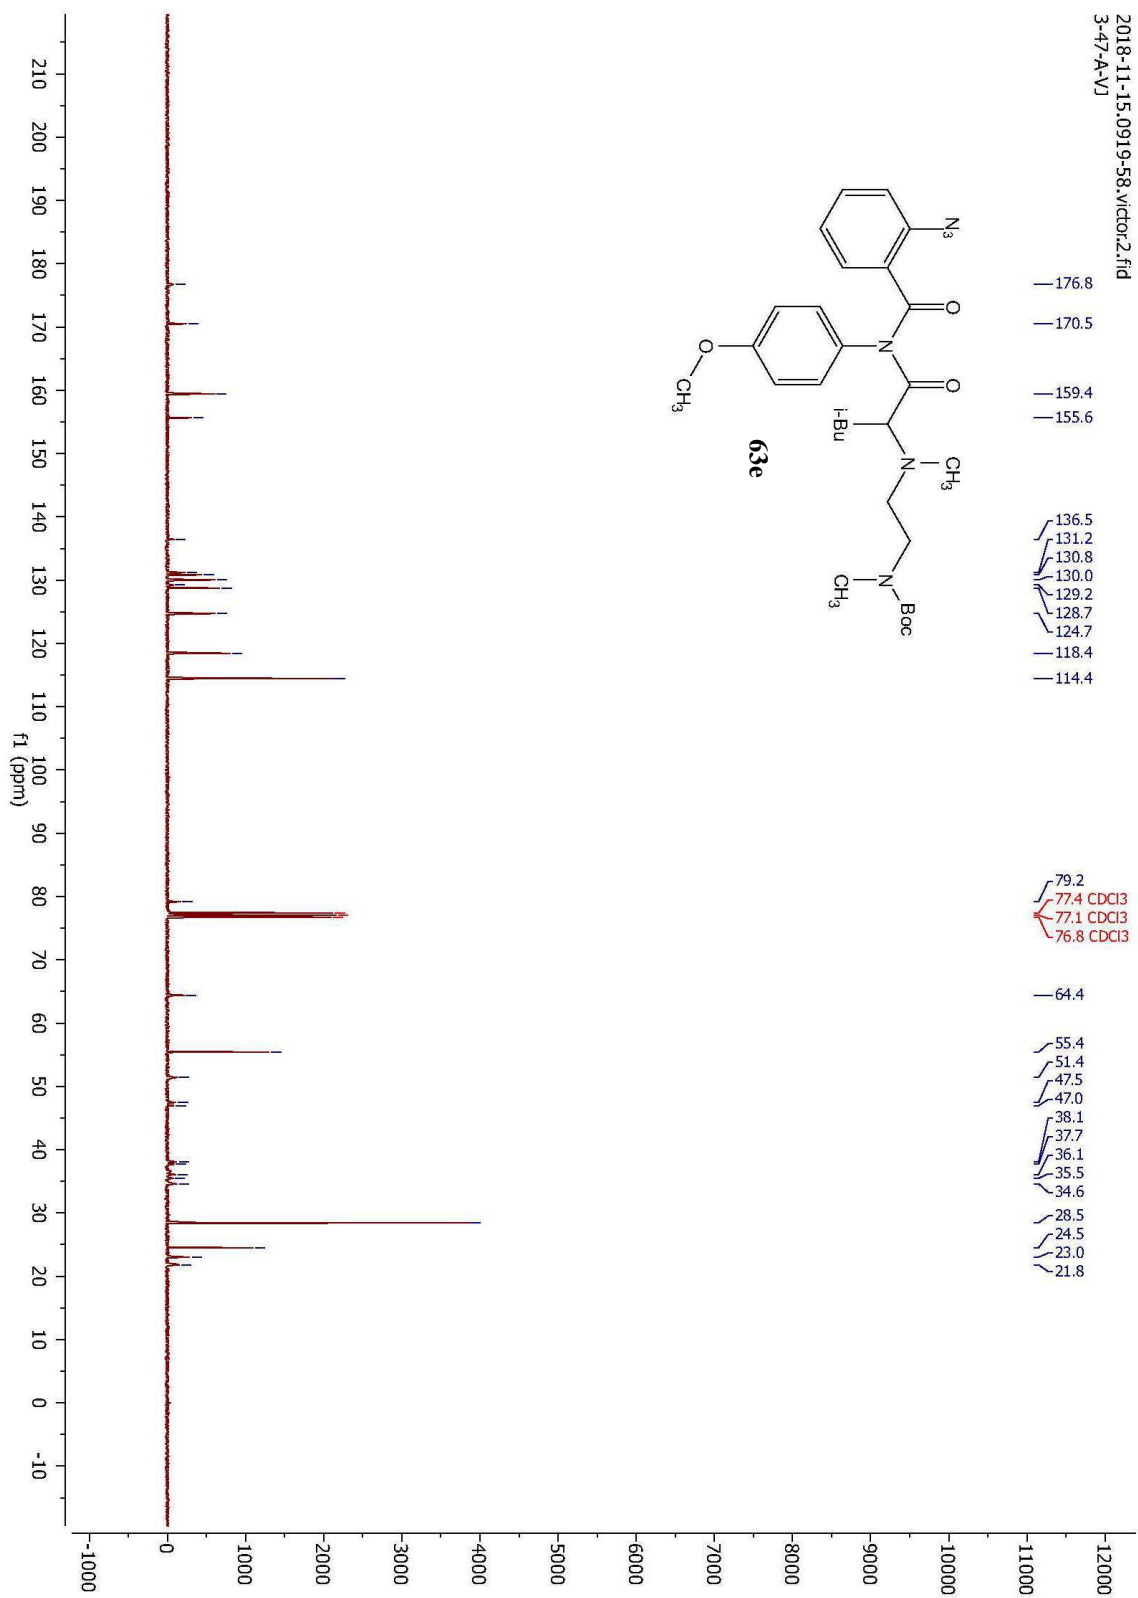 2018-11-15.0919-58.victor.2.fid
3-47-A-VJ
176.8
170.5
159.4
155.6
136.5
131.2
130.8
130.0
129.2
128.7
124.7
118.4
114.4
79.2
77.4 CDCl3
77.1 CDCl3
76.8 CDCl3
64.4
55.4
51.4
47.5
47.0
38.1
37.7
36.1
35.5
34.6
28.5
24.5
23.0
21.8
N3
O
O
CH3
N
N
N
Boc
i-Bu
CH3
O
CH3
63e
12000
11000
10000
9000
8000
7000
6000
5000
4000
3000
2000
1000
0
-1000
210 200 190 180 170 160 150 140 130 120 110 100 90 80 70 60 50 40 30 20 10 0 -10
f1 (ppm)